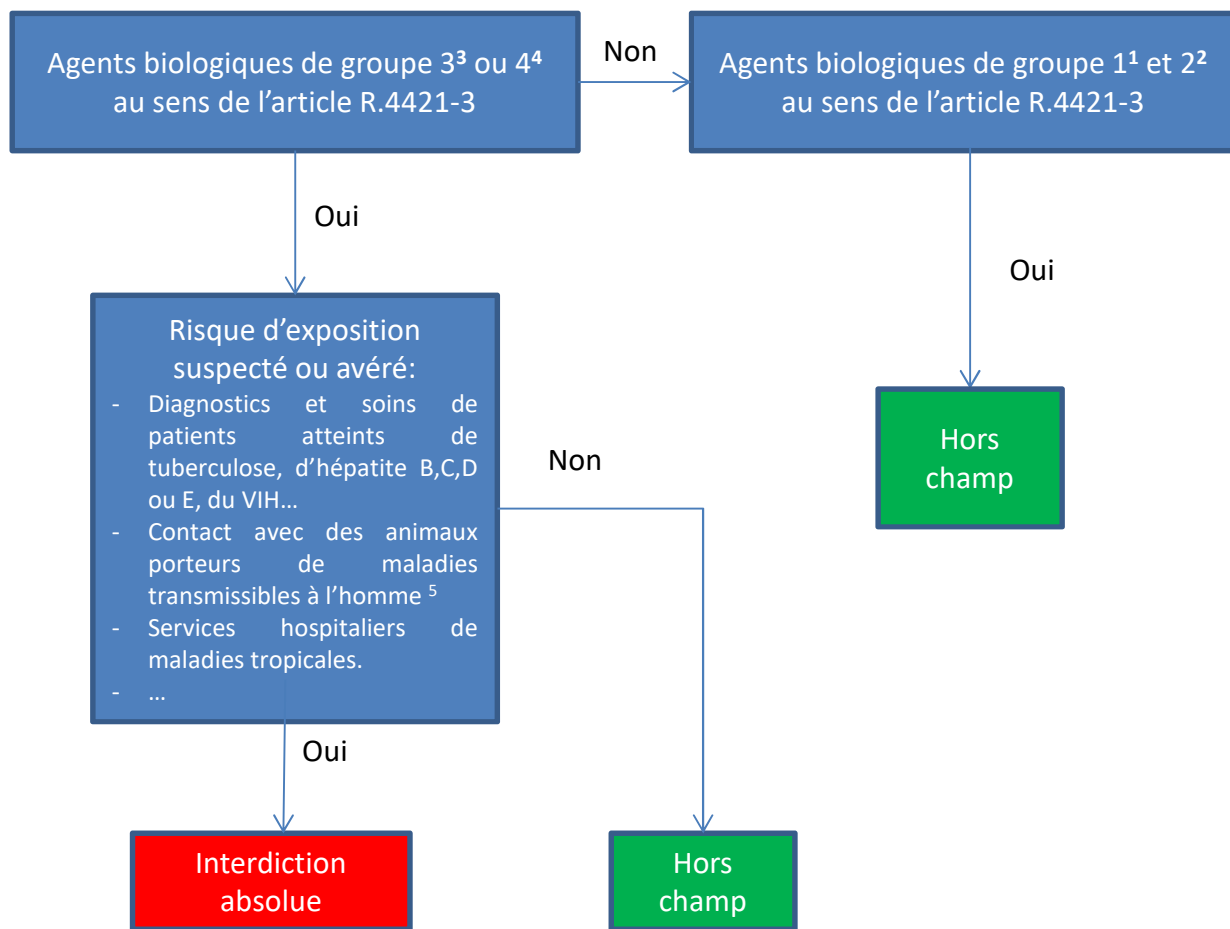 Agents biologiques de groupe 3³ ou 4⁴
au sens de l'article R.4421-3
Non
Agents biologiques de groupe 1¹ et 2²
au sens de l'article R.4421-3
Oui
Oui
Risque d'exposition
suspecté ou avéré:
- Diagnostics et soins de
patients atteints de
tuberculose, d'hépatite B,C,D
ou E, du VIH…
- Contact avec des animaux
porteurs de maladies
transmissibles à l'homme ⁵
- Services hospitaliers de
maladies tropicales.
- …
Non
Hors
champ
Oui
Interdiction
absolue
Hors
champ